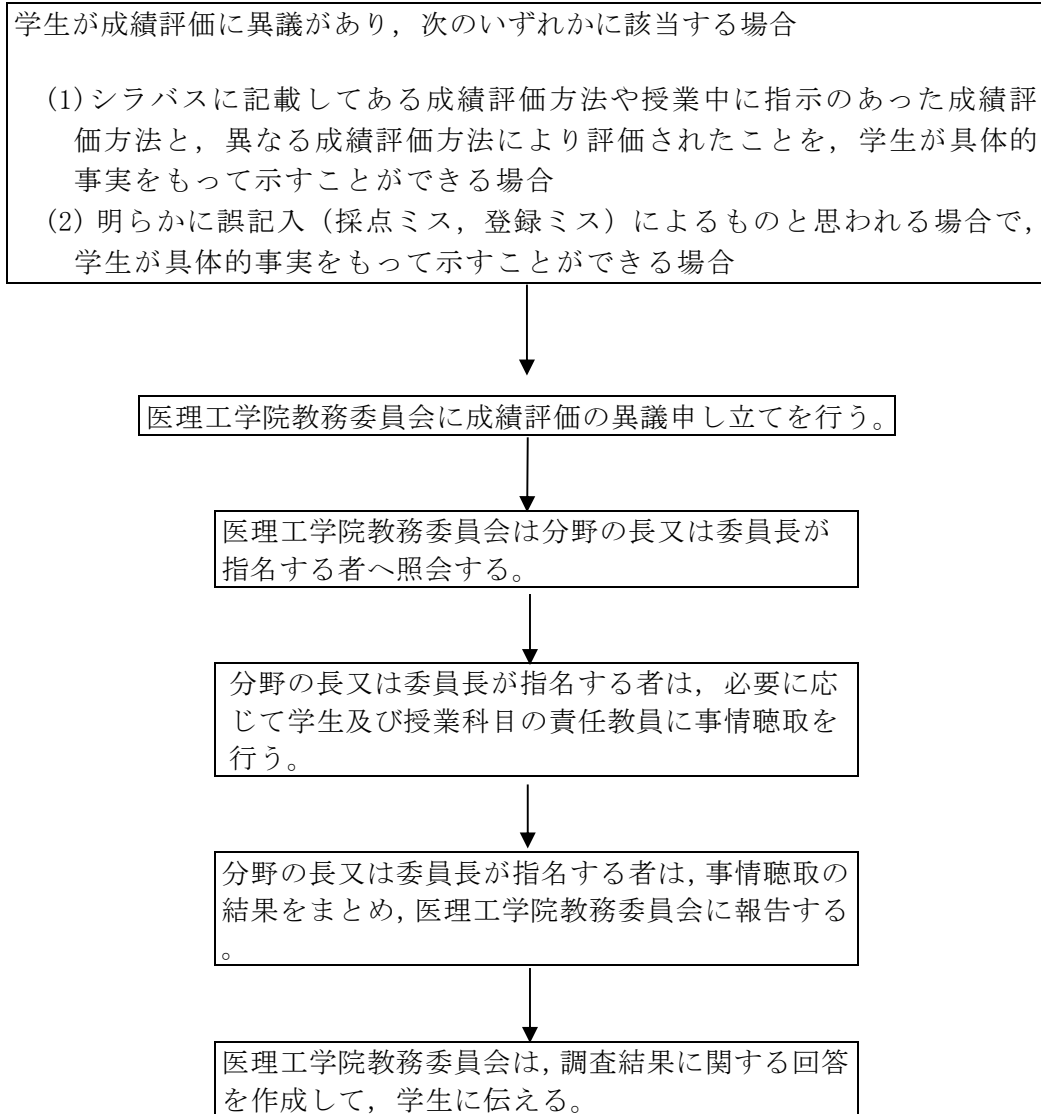 学生が成績評価に異議があり，次のいずれかに該当する場合
(1)シラバスに記載してある成績評価方法や授業中に指示のあった成績評
価方法と，異なる成績評価方法により評価されたことを，学生が具体的
事実をもって示すことができる場合
(2) 明らかに誤記入（採点ミス，登録ミス）によるものと思われる場合で，
学生が具体的事実をもって示すことができる場合
医理工学院教務委員会に成績評価の異議申し立てを行う。
医理工学院教務委員会は分野の長又は委員長が
指名する者へ照会する。
分野の長又は委員長が指名する者は，必要に応
じて学生及び授業科目の責任教員に事情聴取を
行う。
分野の長又は委員長が指名する者は，事情聴取の
結果をまとめ，医理工学院教務委員会に報告する
。
医理工学院教務委員会は，調査結果に関する回答
を作成して，学生に伝える。